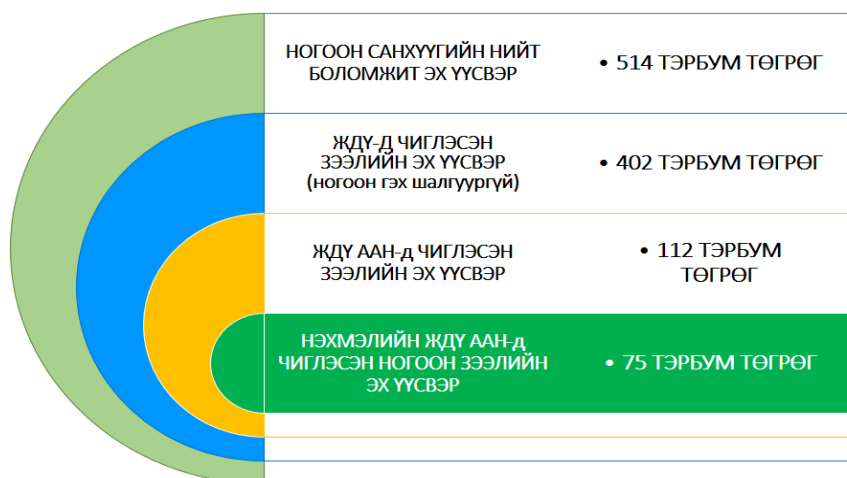 НОГООН САНХҮҮГИЙН НИЙТ
БОЛОМЖИТ ЭХ ҮҮСВЭР
• 514 ТЭРБУМ ТӨГРӨГ
ЖДҮ-Д ЧИГЛЭСЭН
ЗЭЭЛИЙН ЭХ ҮҮСВЭР
(ногоон гэх шалгуургүй)
• 402 ТЭРБУМ ТӨГРӨГ
ЖДҮ ААН-д ЧИГЛЭСЭН
ЗЭЭЛИЙН ЭХ ҮҮСВЭР
• 112 ТЭРБУМ
ТӨГРӨГ
НЭХМЭЛИЙН ЖДҮ ААН-д
ЧИГЛЭСЭН НОГООН ЗЭЭЛИЙН
ЭХ ҮҮСВЭР
• 75 ТЭРБУМ ТӨГРӨГ